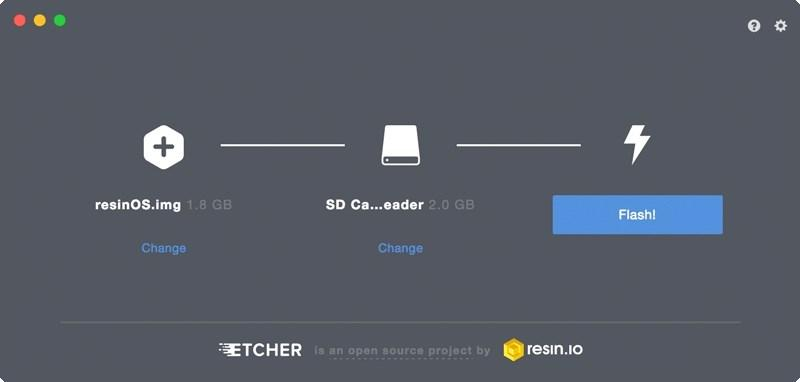 resinOS.img 1.8 GB
SD Ca...eader 2.0 GB
Flash!
Change
Change
ETCHER is an open source project by resin.io